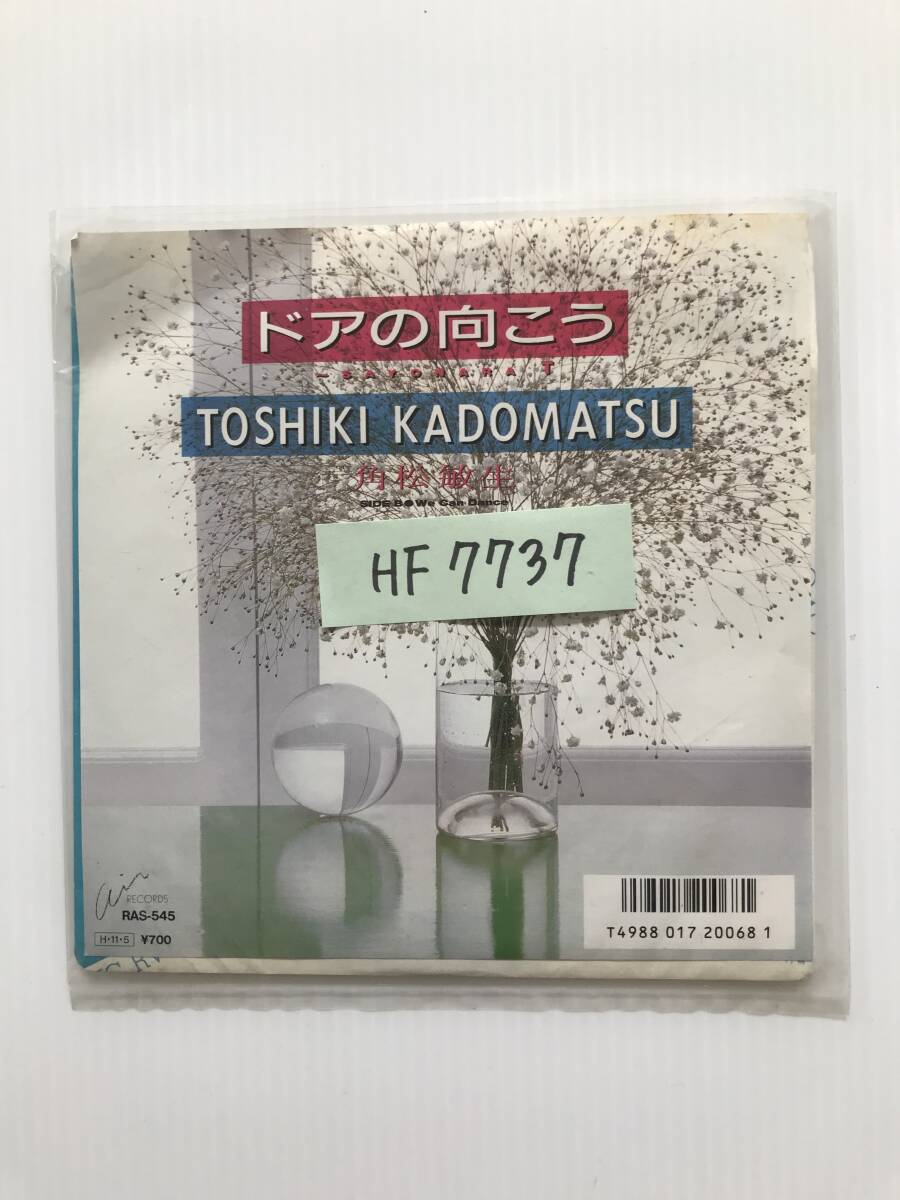 ドアの向こう
—SAYONARA T
TOSHIKI KADOMATSU
角松敏生
SIDE B●We Can Dance
HF 7737
air RECORDS
RAS-545
H・11・5 ¥700
T4988 017 20068 1